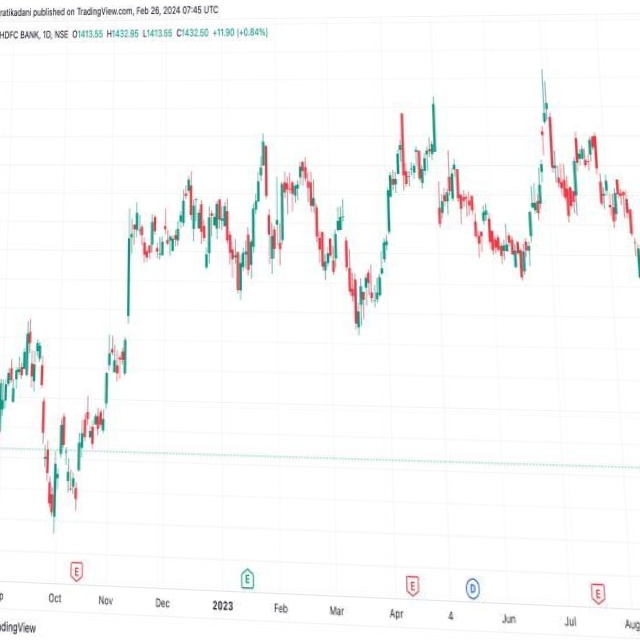 ratikadani published on TradingView.com, Feb 26, 2024 07:45 UTC
HDFC BANK, 1D, NSE O1413.55 H1432.95 L1413.55 C1432.50 +11.90 (+0.84%)
E E E D E
p Oct Nov Dec 2023 Feb Mar Apr 4 Jun Jul Aug
dingView